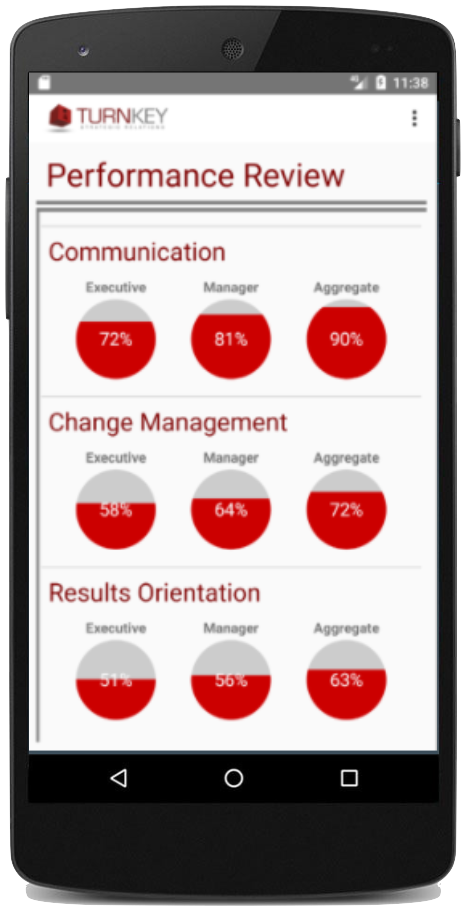 4G 11:38
TURNKEY
STRATEGIC RELATIONS
Performance Review
Communication
Executive Manager Aggregate
72% 81% 90%
Change Management
Executive Manager Aggregate
58% 64% 72%
Results Orientation
Executive Manager Aggregate
51% 56% 63%